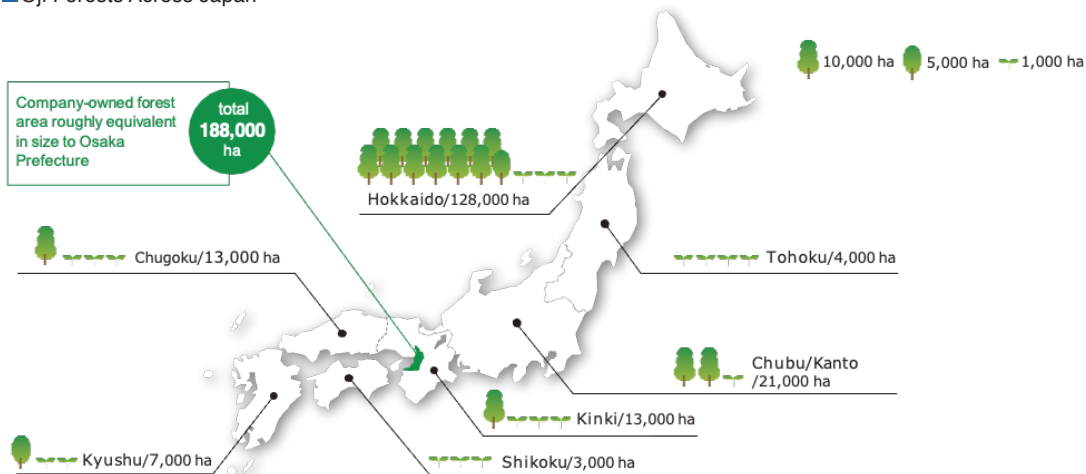 10,000 ha 5,000 ha 1,000 ha
Company-owned forest
area roughly equivalent
in size to Osaka
Prefecture
total
188,000
ha
Hokkaido/128,000 ha
Chugoku/13,000 ha
Tohoku/4,000 ha
Chubu/Kanto
/21,000 ha
Kinki/13,000 ha
Kyushu/7,000 ha
Shikoku/3,000 ha